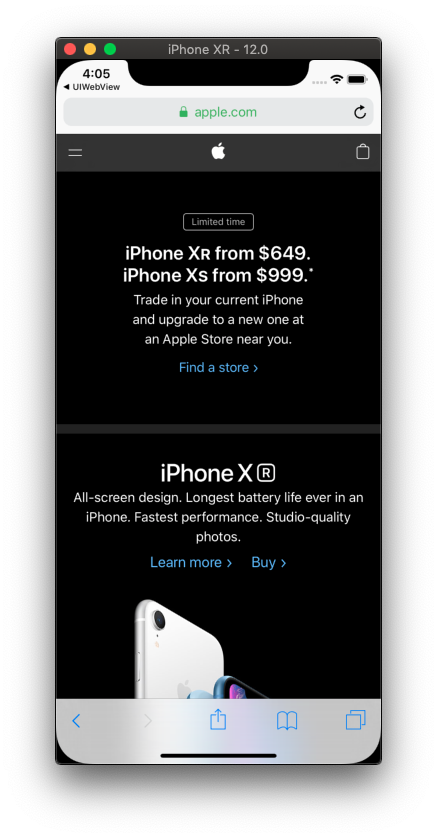 iPhone XR - 12.0
4:05
◀ UIWebView
apple.com
Limited time
iPhone XR from $649.
iPhone Xs from $999.*
Trade in your current iPhone
and upgrade to a new one at
an Apple Store near you.
Find a store ›
iPhone X R
All-screen design. Longest battery life ever in an
iPhone. Fastest performance. Studio-quality
photos.
Learn more › Buy ›